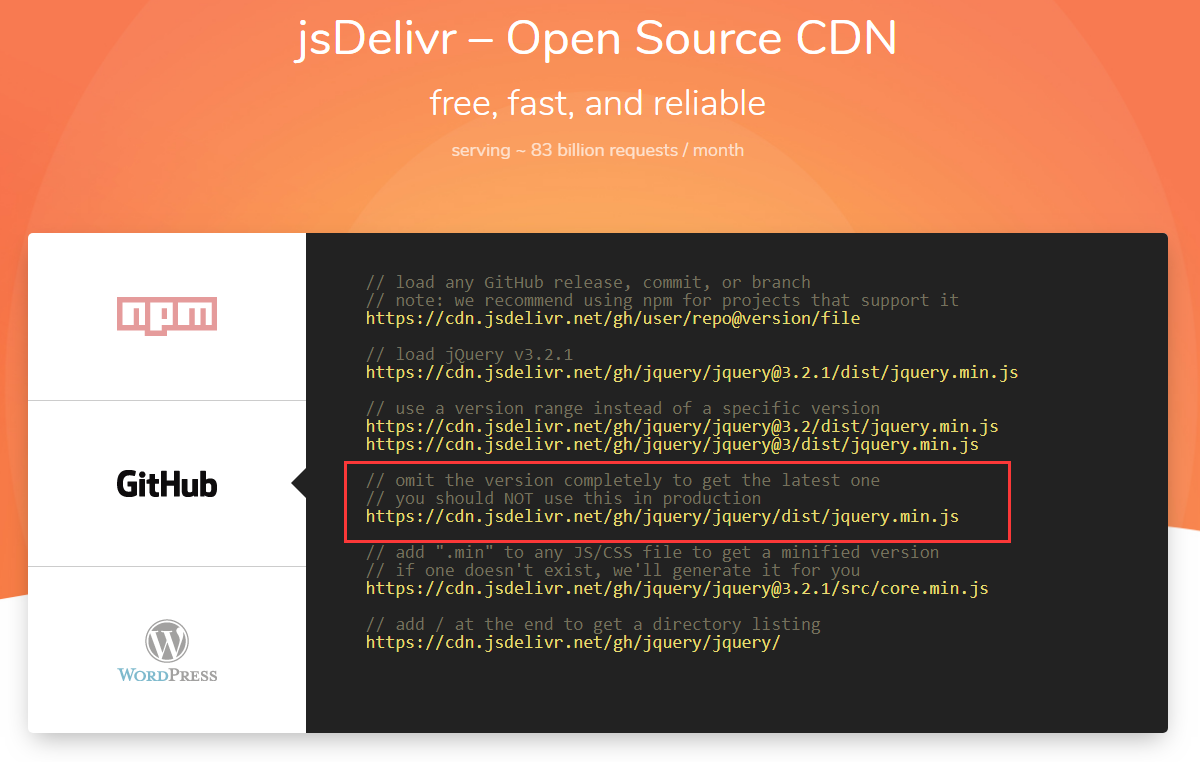 jsDelivr – Open Source CDN
free, fast, and reliable
serving ~ 83 billion requests / month
npm
GitHub
WORDPRESS
// load any GitHub release, commit, or branch
// note: we recommend using npm for projects that support it
https://cdn.jsdelivr.net/gh/user/repo@version/file
// load jQuery v3.2.1
https://cdn.jsdelivr.net/gh/jquery/jquery@3.2.1/dist/jquery.min.js
// use a version range instead of a specific version
https://cdn.jsdelivr.net/gh/jquery/jquery@3.2/dist/jquery.min.js
https://cdn.jsdelivr.net/gh/jquery/jquery@3/dist/jquery.min.js
// omit the version completely to get the latest one
// you should NOT use this in production
https://cdn.jsdelivr.net/gh/jquery/jquery/dist/jquery.min.js
// add ".min" to any JS/CSS file to get a minified version
// if one doesn't exist, we'll generate it for you
https://cdn.jsdelivr.net/gh/jquery/jquery@3.2.1/src/core.min.js
// add / at the end to get a directory listing
https://cdn.jsdelivr.net/gh/jquery/jquery/